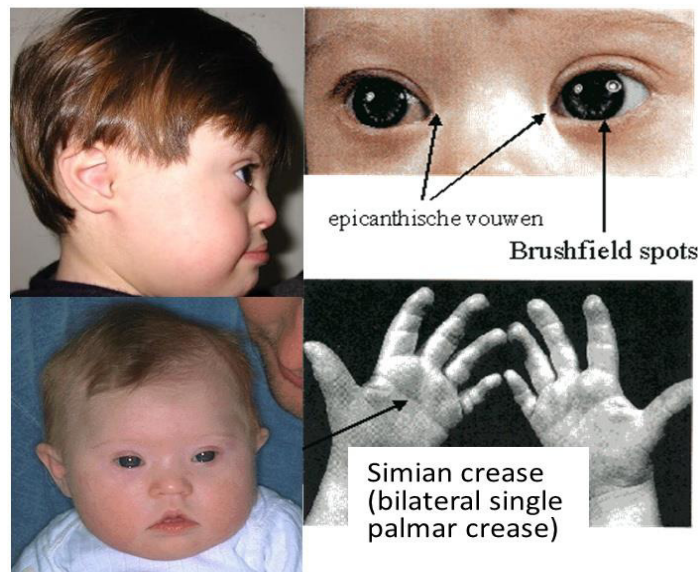 epicanthische vouwen
Brushfield spots
Simian crease
(bilateral single
palmar crease)